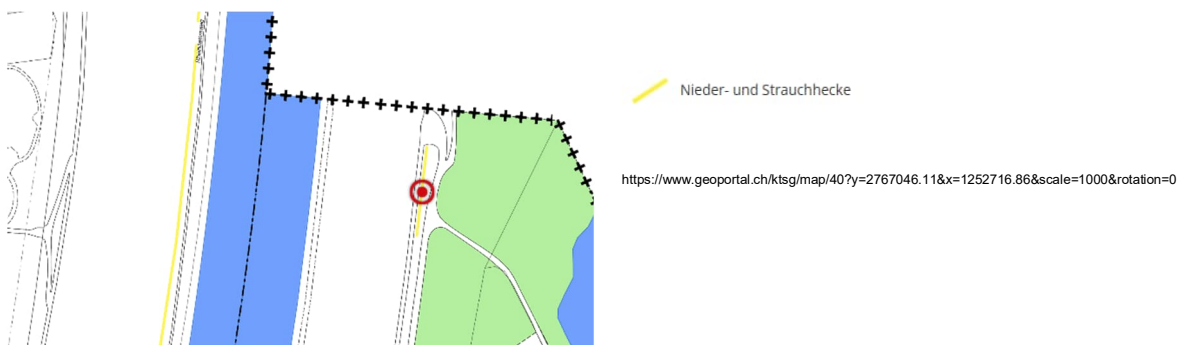 Nieder- und Strauchhecke
https://www.geoportal.ch/ktsg/map/40?y=2767046.11&x=1252716.86&scale=1000&rotation=0